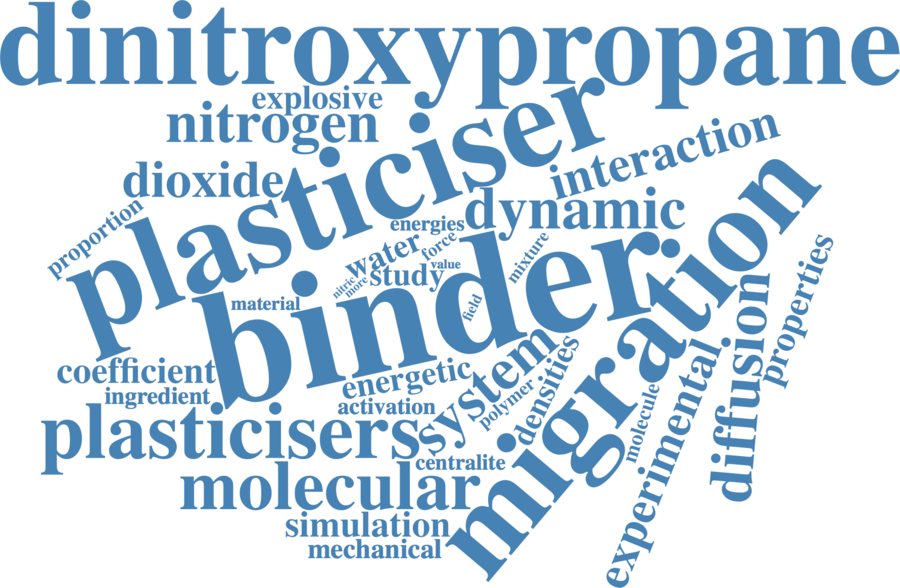 dinitroxypropane
explosive
nitrogen
plasticiser
interaction
dioxide
dynamic
proportion
energies
water
force
mixture
value
study
nitric
more
binder
migration
material
field
properties
diffusion
coefficient
energetic
system
ingredient
activation
polymer
densities
experimental
molecule
plasticisers
centralite
molecular
simulation
mechanical